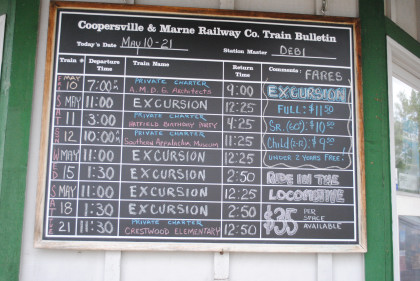 Coopersville & Marne Railway Co. Train Bulletin
Today's Date May 10-21 Station Master DEBI
Train # Departure Time Train Name Return Time Comments: FARES
MAY 10 7:00 PM PRIVATE CHARTER A.M.D.G. Architects 9:00 EXCURSION
MAY 11:00 EXCURSION 12:25 FULL: $11.50
11 3:00 PRIVATE CHARTER HATFIELD BIRTHDAY PARTY 4:25 SR. (60+) $10.50
12 10:00 PRIVATE CHARTER Southern Appalachia Museum 11:25 Child (2-11) $9.50
MAY 11:00 EXCURSION 12:25 UNDER 2 YEARS FREE
15 1:30 EXCURSION 2:50 RIDE IN THE
MAY 11:00 EXCURSION 12:25 LOCOMOTIVE
18 1:30 EXCURSION 2:50 $35 PER SPACE
21 11:30 PRIVATE CHARTER CRESTWOOD ELEMENTARY 12:50 AVAILABLE